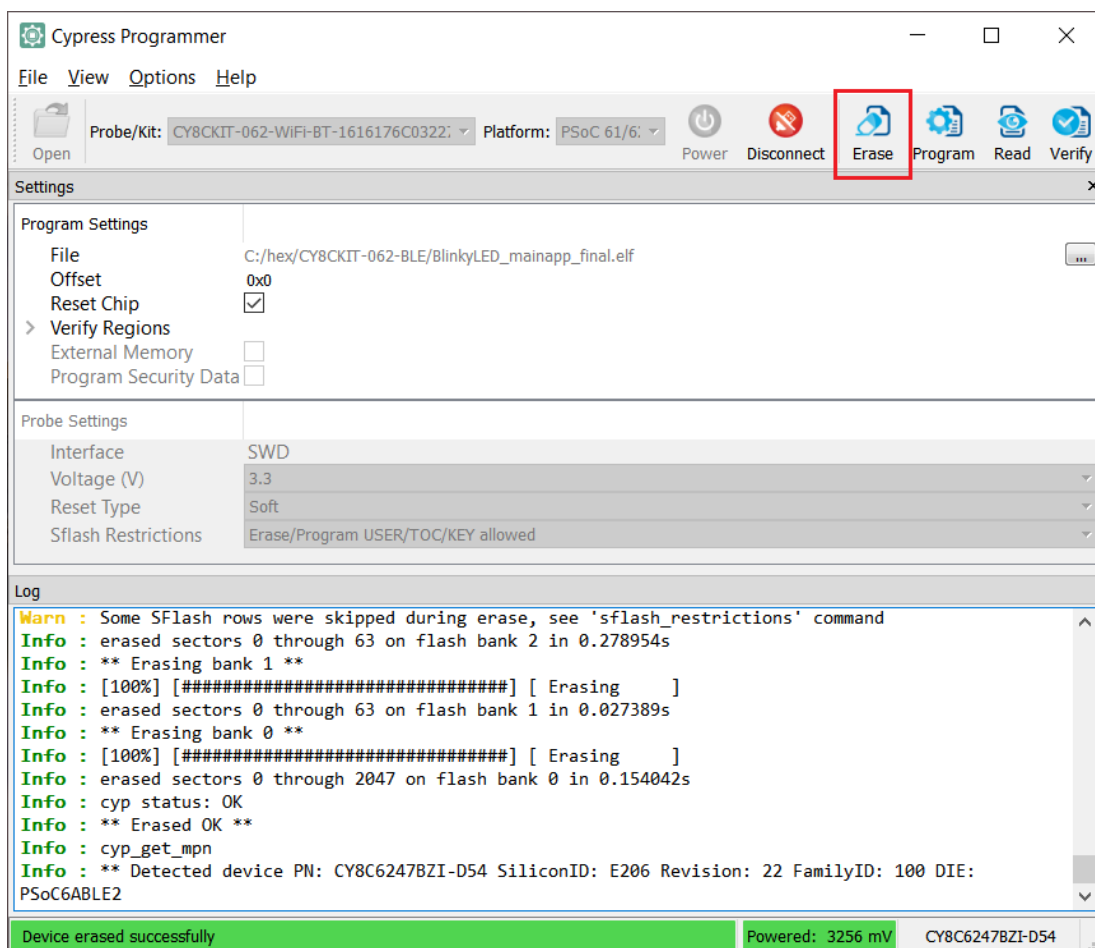 Cypress Programmer
File View Options Help
Open Probe/Kit: CY8CKIT-062-WiFi-BT-1616176C0322 Platform: PSoC 61/6 Power Disconnect Erase Program Read Verify
Settings
Program Settings
File C:/hex/CY8CKIT-062-BLE/BlinkyLED_mainapp_final.elf ...
Offset 0x0
Reset Chip
Verify Regions
External Memory
Program Security Data
Probe Settings
Interface SWD
Voltage (V) 3.3
Reset Type Soft
Sflash Restrictions Erase/Program USER/TOC/KEY allowed
Log
Warn : Some SFlash rows were skipped during erase, see 'sflash_restrictions' command
Info : erased sectors 0 through 63 on flash bank 2 in 0.278954s
Info : ** Erasing bank 1 **
Info : [100%] [################################] [ Erasing     ]
Info : erased sectors 0 through 63 on flash bank 1 in 0.027389s
Info : ** Erasing bank 0 **
Info : [100%] [################################] [ Erasing     ]
Info : erased sectors 0 through 2047 on flash bank 0 in 0.154042s
Info : cyp status: OK
Info : ** Erased OK **
Info : cyp_get_mpn
Info : ** Detected device PN: CY8C6247BZI-D54 SiliconID: E206 Revision: 22 FamilyID: 100 DIE:
PSoC6ABLE2
Device erased successfully Powered: 3256 mV CY8C6247BZI-D54